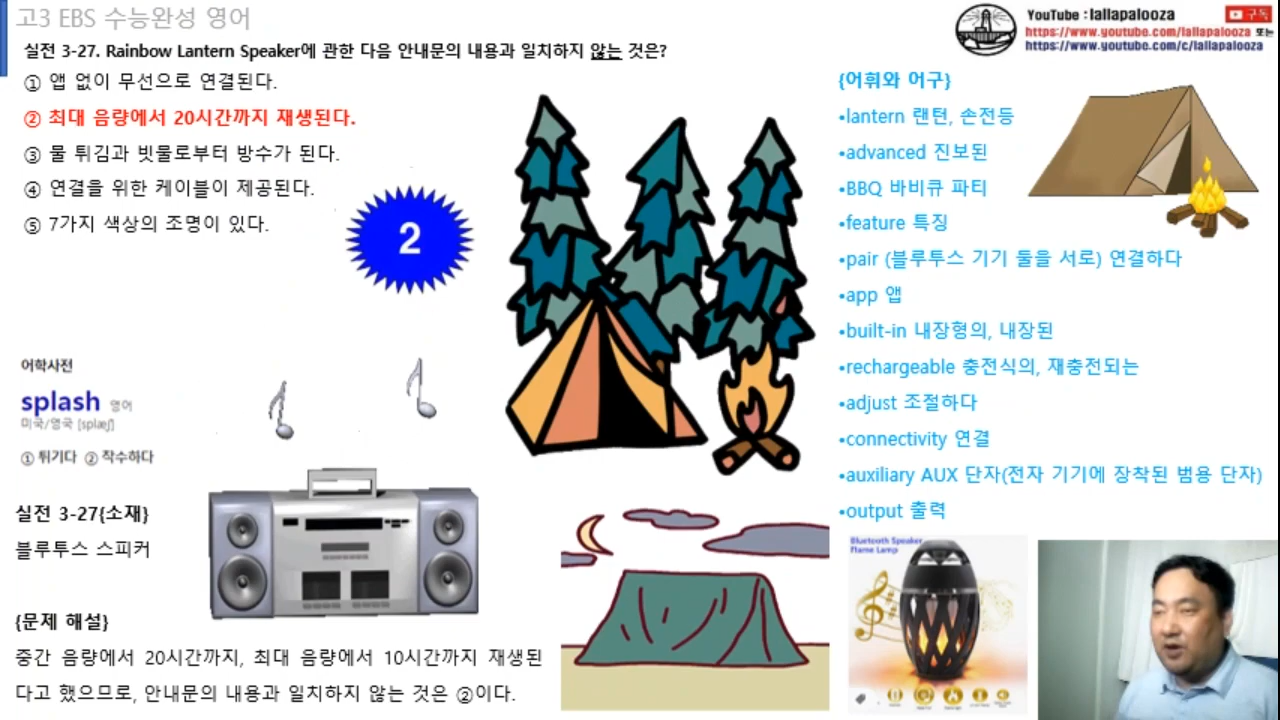 고3 EBS 수능완성 영어
실전 3-27. Rainbow Lantern Speaker에 관한 다음 안내문의 내용과 일치하지 않는 것은?
① 앱 없이 무선으로 연결된다.
② 최대 음량에서 20시간까지 재생된다.
③ 물 튀김과 빗물로부터 방수가 된다.
④ 연결을 위한 케이블이 제공된다.
⑤ 7가지 색상의 조명이 있다.
2
어학사전
splash 영어
미국/영국 [splæʃ]
① 튀기다 ② 착수하다
실전 3-27{소재}
블루투스 스피커
{문제 해설}
중간 음량에서 20시간까지, 최대 음량에서 10시간까지 재생된
다고 했으므로, 안내문의 내용과 일치하지 않는 것은 ②이다.
YouTube : lallapalooza
구독
https://www.youtube.com/lallapalooza 또는
https://www.youtube.com/c/lallapalooza
{어휘와 어구}
•lantern 랜턴, 손전등
•advanced 진보된
•BBQ 바비큐 파티
•feature 특징
•pair (블루투스 기기 둘을 서로) 연결하다
•app 앱
•built-in 내장형의, 내장된
•rechargeable 충전식의, 재충전되는
•adjust 조절하다
•connectivity 연결
•auxiliary AUX 단자(전자 기기에 장착된 범용 단자)
•output 출력
Bluetooth Speaker
Flame Lamp